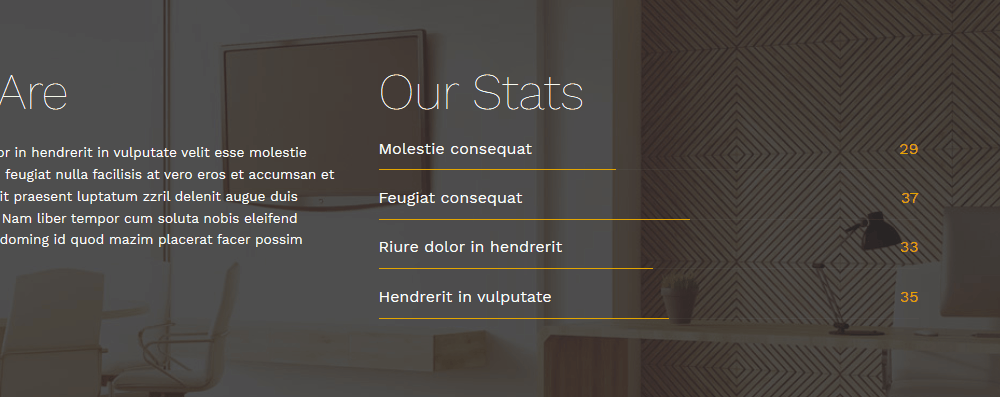 Are
or in hendrerit in vulputate velit esse molestie
feugiat nulla facilisis at vero eros et accumsan et
it praesent luptatum zzril delenit augue duis
Nam liber tempor cum soluta nobis eleifend
doming id quod mazim placerat facer possim
Our Stats
Molestie consequat 29
Feugiat consequat 37
Riure dolor in hendrerit 33
Hendrerit in vulputate 35